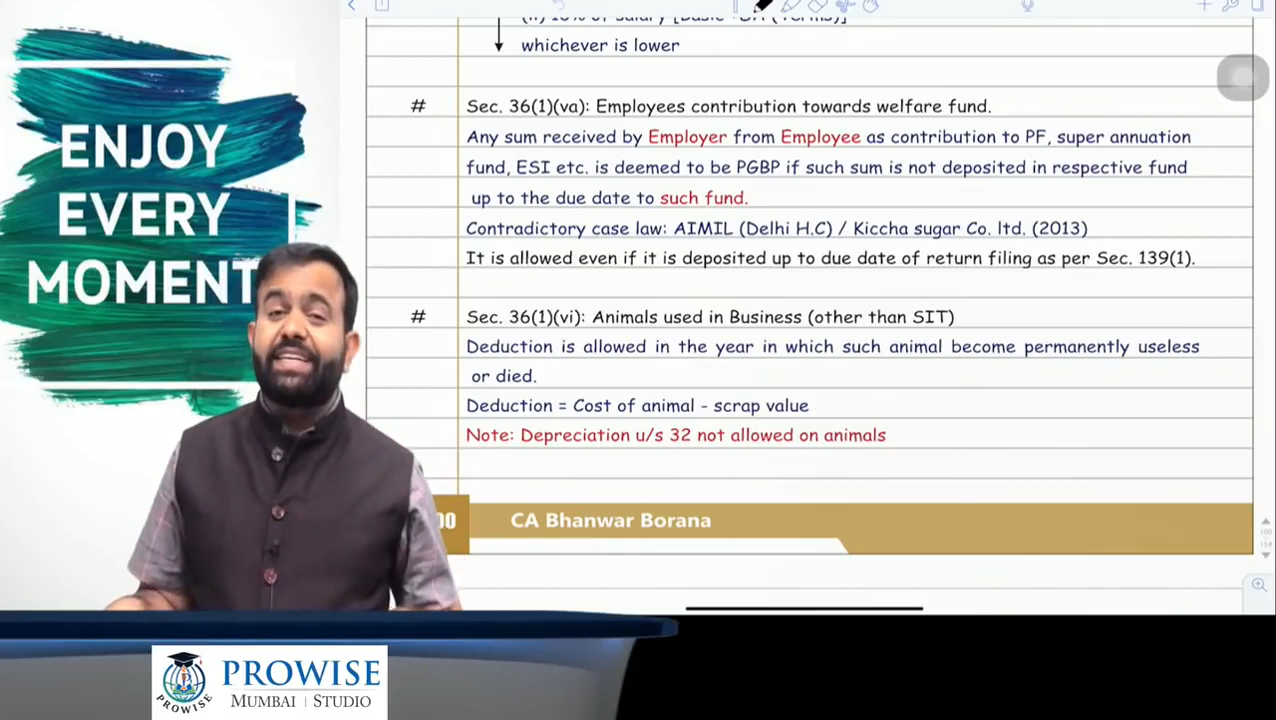 ENJOY
EVERY
MOMENT
whichever is lower
# Sec. 36(1)(va): Employees contribution towards welfare fund.
Any sum received by Employer from Employee as contribution to PF, super annuation
fund, ESI etc. is deemed to be PGBP if such sum is not deposited in respective fund
up to the due date to such fund.
Contradictory case law: AIMIL (Delhi H.C) / Kiccha sugar Co. ltd. (2013)
It is allowed even if it is deposited up to due date of return filing as per Sec. 139(1).
# Sec. 36(1)(vi): Animals used in Business (other than SIT)
Deduction is allowed in the year in which such animal become permanently useless
or died.
Deduction = Cost of animal - scrap value
Note: Depreciation u/s 32 not allowed on animals
00 CA Bhanwar Borana
PROWISE
PROWISE
MUMBAI | STUDIO